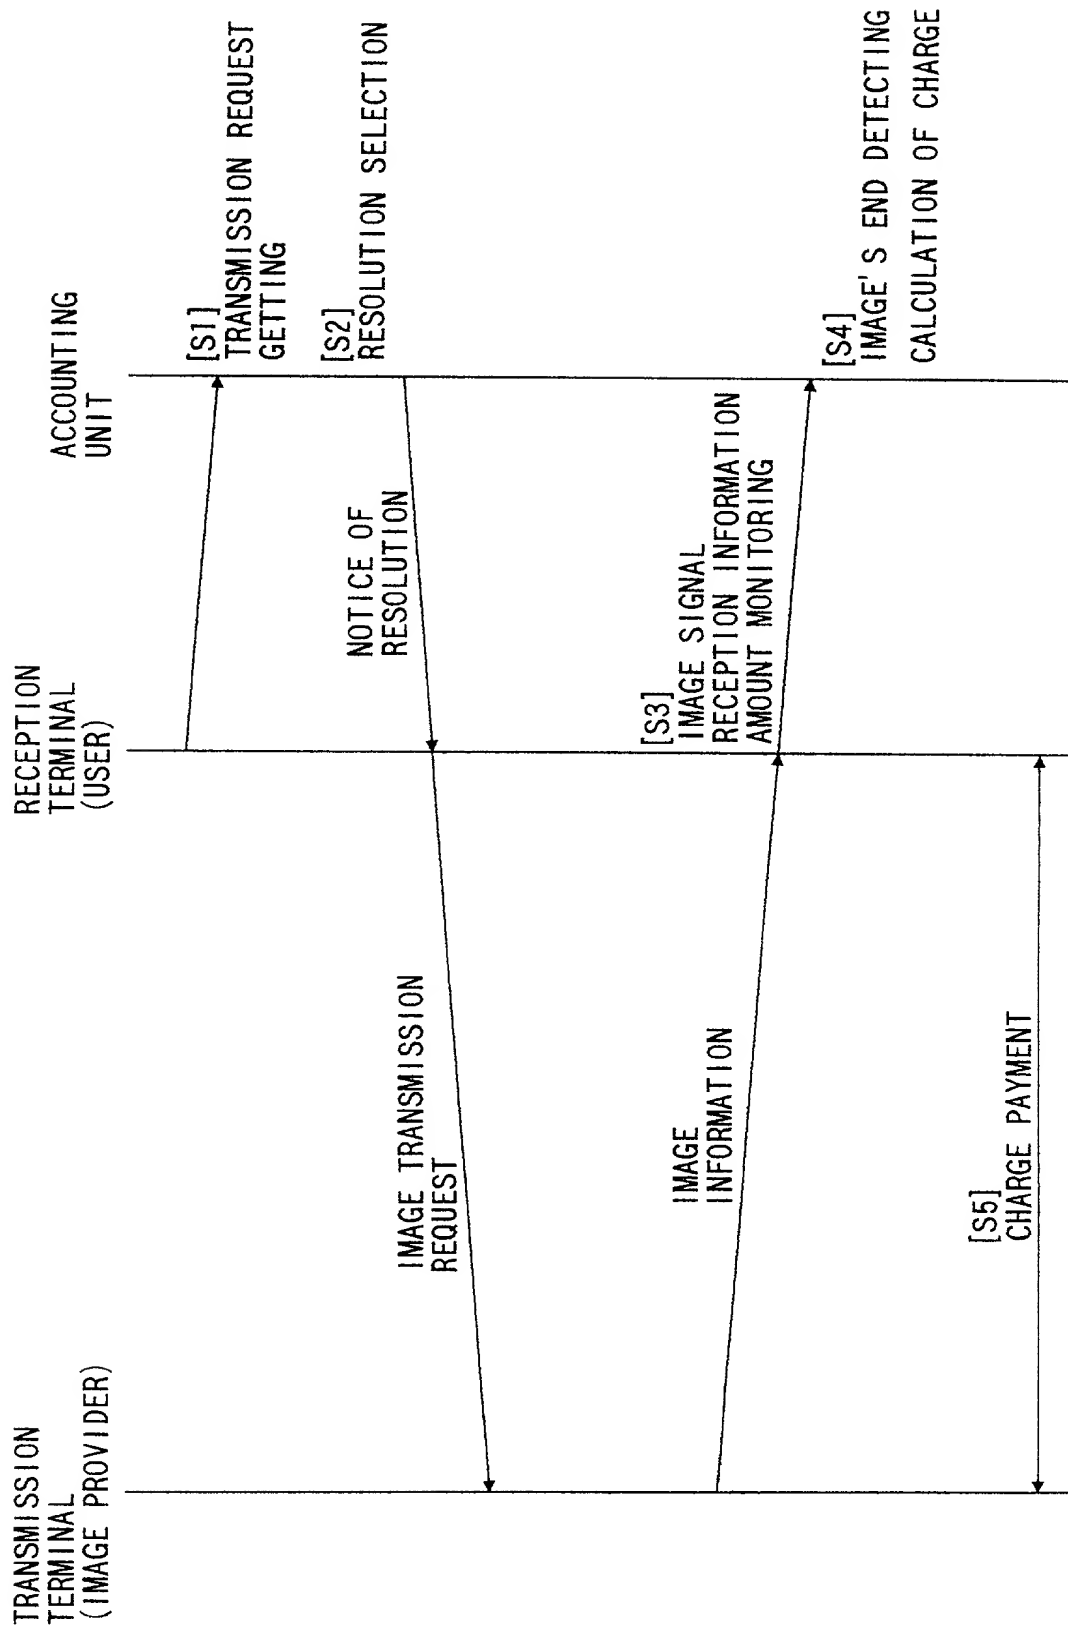 TRANSMISSION
TERMINAL
(IMAGE PROVIDER)
RECEPTION
TERMINAL
(USER)
ACCOUNTING
UNIT
[S1]
TRANSMISSION REQUEST
GETTING
[S2]
RESOLUTION SELECTION
NOTICE OF
RESOLUTION
IMAGE TRANSMISSION
REQUEST
IMAGE
INFORMATION
[S3]
IMAGE SIGNAL
RECEPTION INFORMATION
AMOUNT MONITORING
[S4]
IMAGE'S END DETECTING
CALCULATION OF CHARGE
[S5]
CHARGE PAYMENT